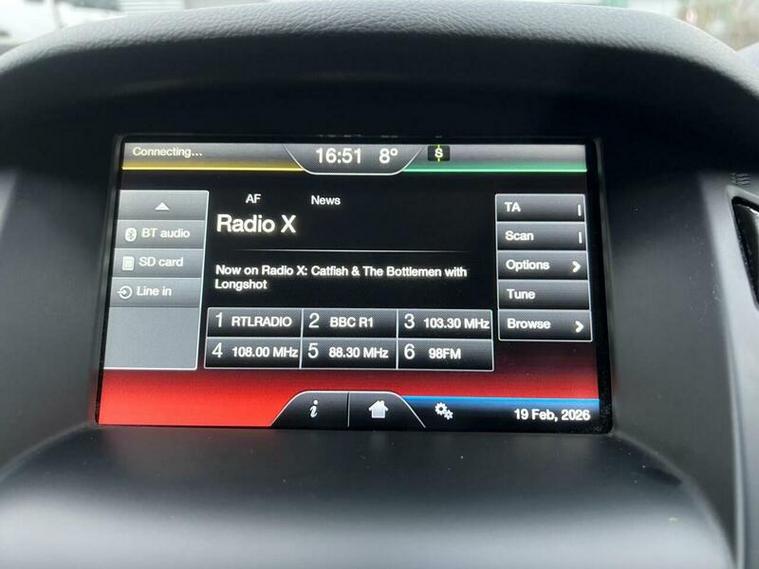 Connecting...
16:51 8°
S
AF News
Radio X
Now on Radio X: Catfish & The Bottlemen with
Longshot
BT audio
SD card
Line in
TA
Scan
Options
Tune
Browse
1 RTLRADIO 2 BBC R1 3 103.30 MHz
4 108.00 MHz 5 88.30 MHz 6 98FM
i
19 Feb, 2026